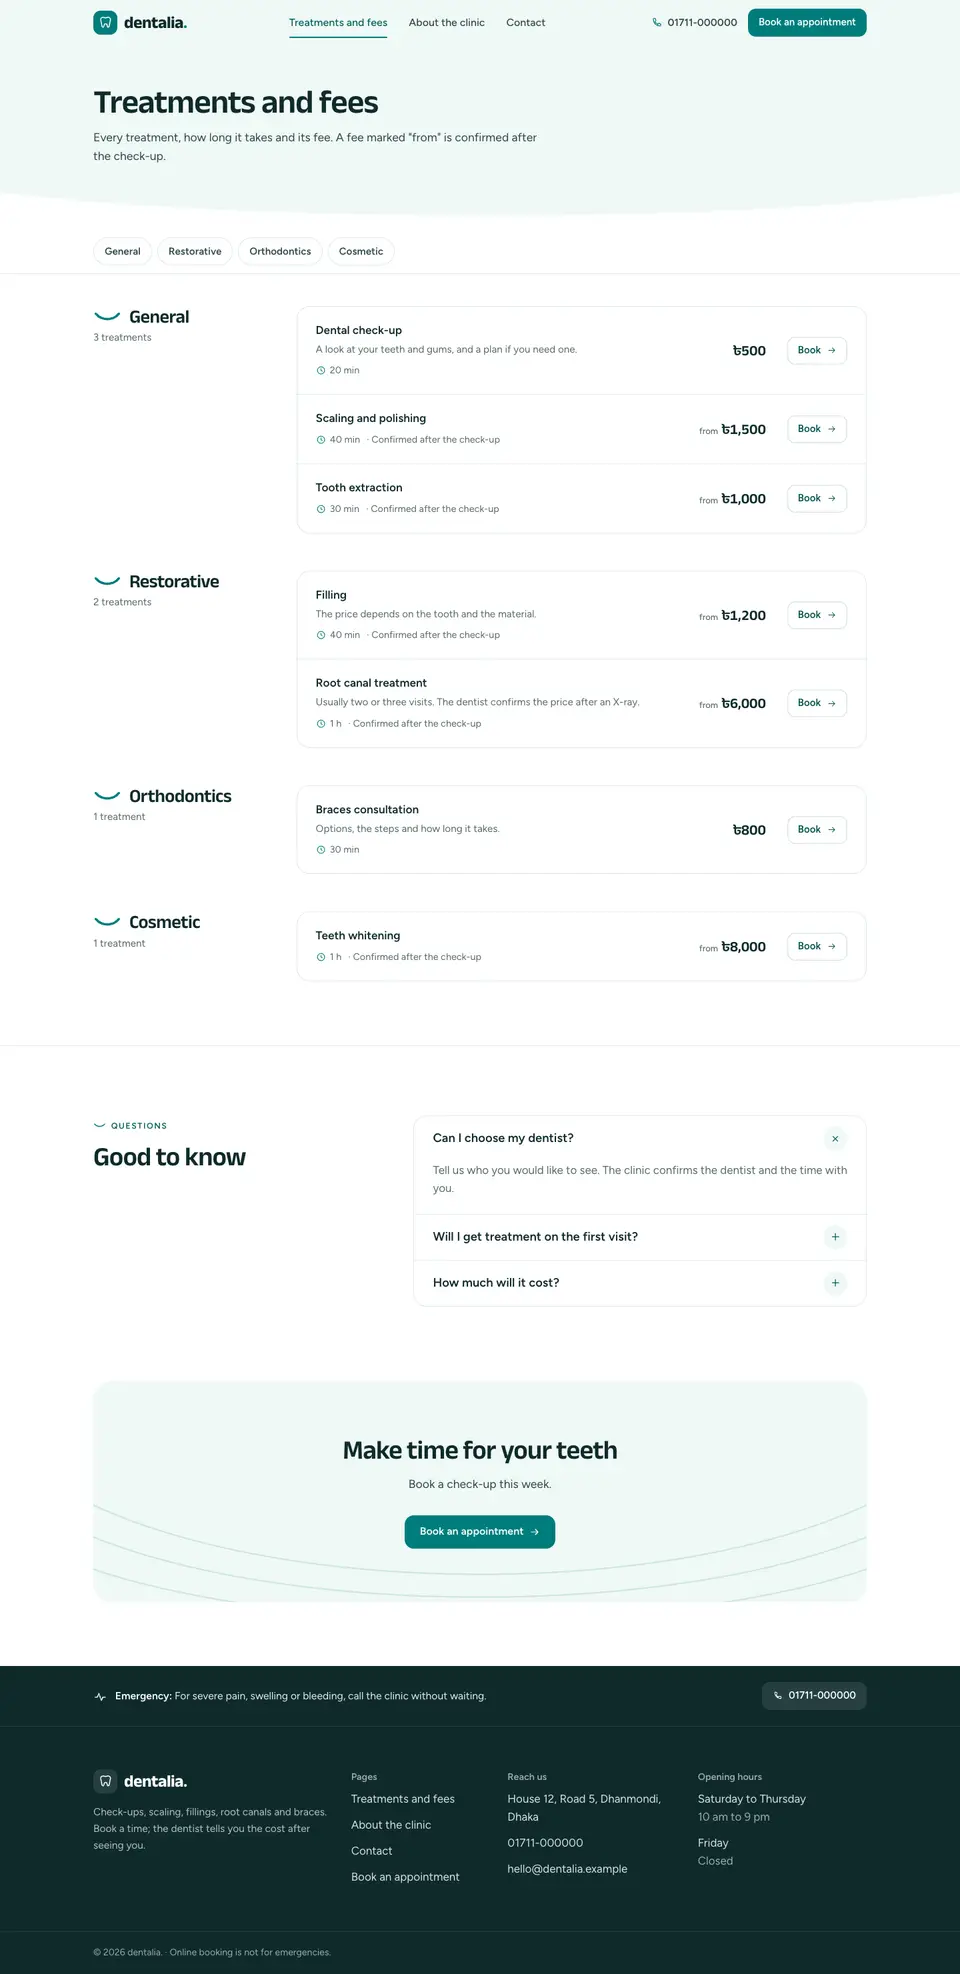 dentalia.
Treatments and fees
About the clinic
Contact
01711-000000
Book an appointment
Treatments and fees
Every treatment, how long it takes and its fee. A fee marked "from" is confirmed after
the check-up.
General
Restorative
Orthodontics
Cosmetic
General
3 treatments
Dental check-up
A look at your teeth and gums, and a plan if you need one.
20 min
৳500
Book →
Scaling and polishing
40 min · Confirmed after the check-up
from ৳1,500
Book →
Tooth extraction
30 min · Confirmed after the check-up
from ৳1,000
Book →
Restorative
2 treatments
Filling
The price depends on the tooth and the material.
40 min · Confirmed after the check-up
from ৳1,200
Book →
Root canal treatment
Usually two or three visits. The dentist confirms the price after an X-ray.
1 h · Confirmed after the check-up
from ৳6,000
Book →
Orthodontics
1 treatment
Braces consultation
Options, the steps and how long it takes.
30 min
৳800
Book →
Cosmetic
1 treatment
Teeth whitening
1 h · Confirmed after the check-up
from ৳8,000
Book →
QUESTIONS
Good to know
Can I choose my dentist?
Tell us who you would like to see. The clinic confirms the dentist and the time with
you.
Will I get treatment on the first visit?
How much will it cost?
Make time for your teeth
Book a check-up this week.
Book an appointment →
Emergency: For severe pain, swelling or bleeding, call the clinic without waiting.
01711-000000
dentalia.
Check-ups, scaling, fillings, root canals and braces.
Book a time; the dentist tells you the cost after
seeing you.
Pages
Treatments and fees
About the clinic
Contact
Book an appointment
Reach us
House 12, Road 5, Dhanmondi,
Dhaka
01711-000000
hello@dentalia.example
Opening hours
Saturday to Thursday
10 am to 9 pm
Friday
Closed
© 2026 dentalia. · Online booking is not for emergencies.